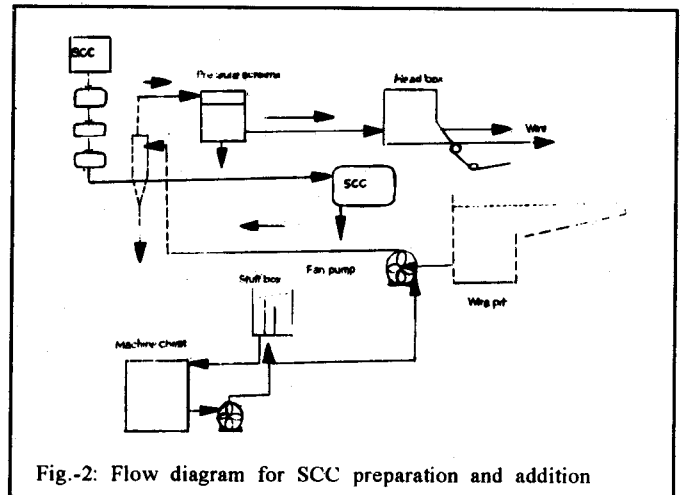 SCC
Pressure screens
Head box
Wire
SCC
Fan pump
Stuff box
Wire pit
Machine chest
Fig.-2: Flow diagram for SCC preparation and addition